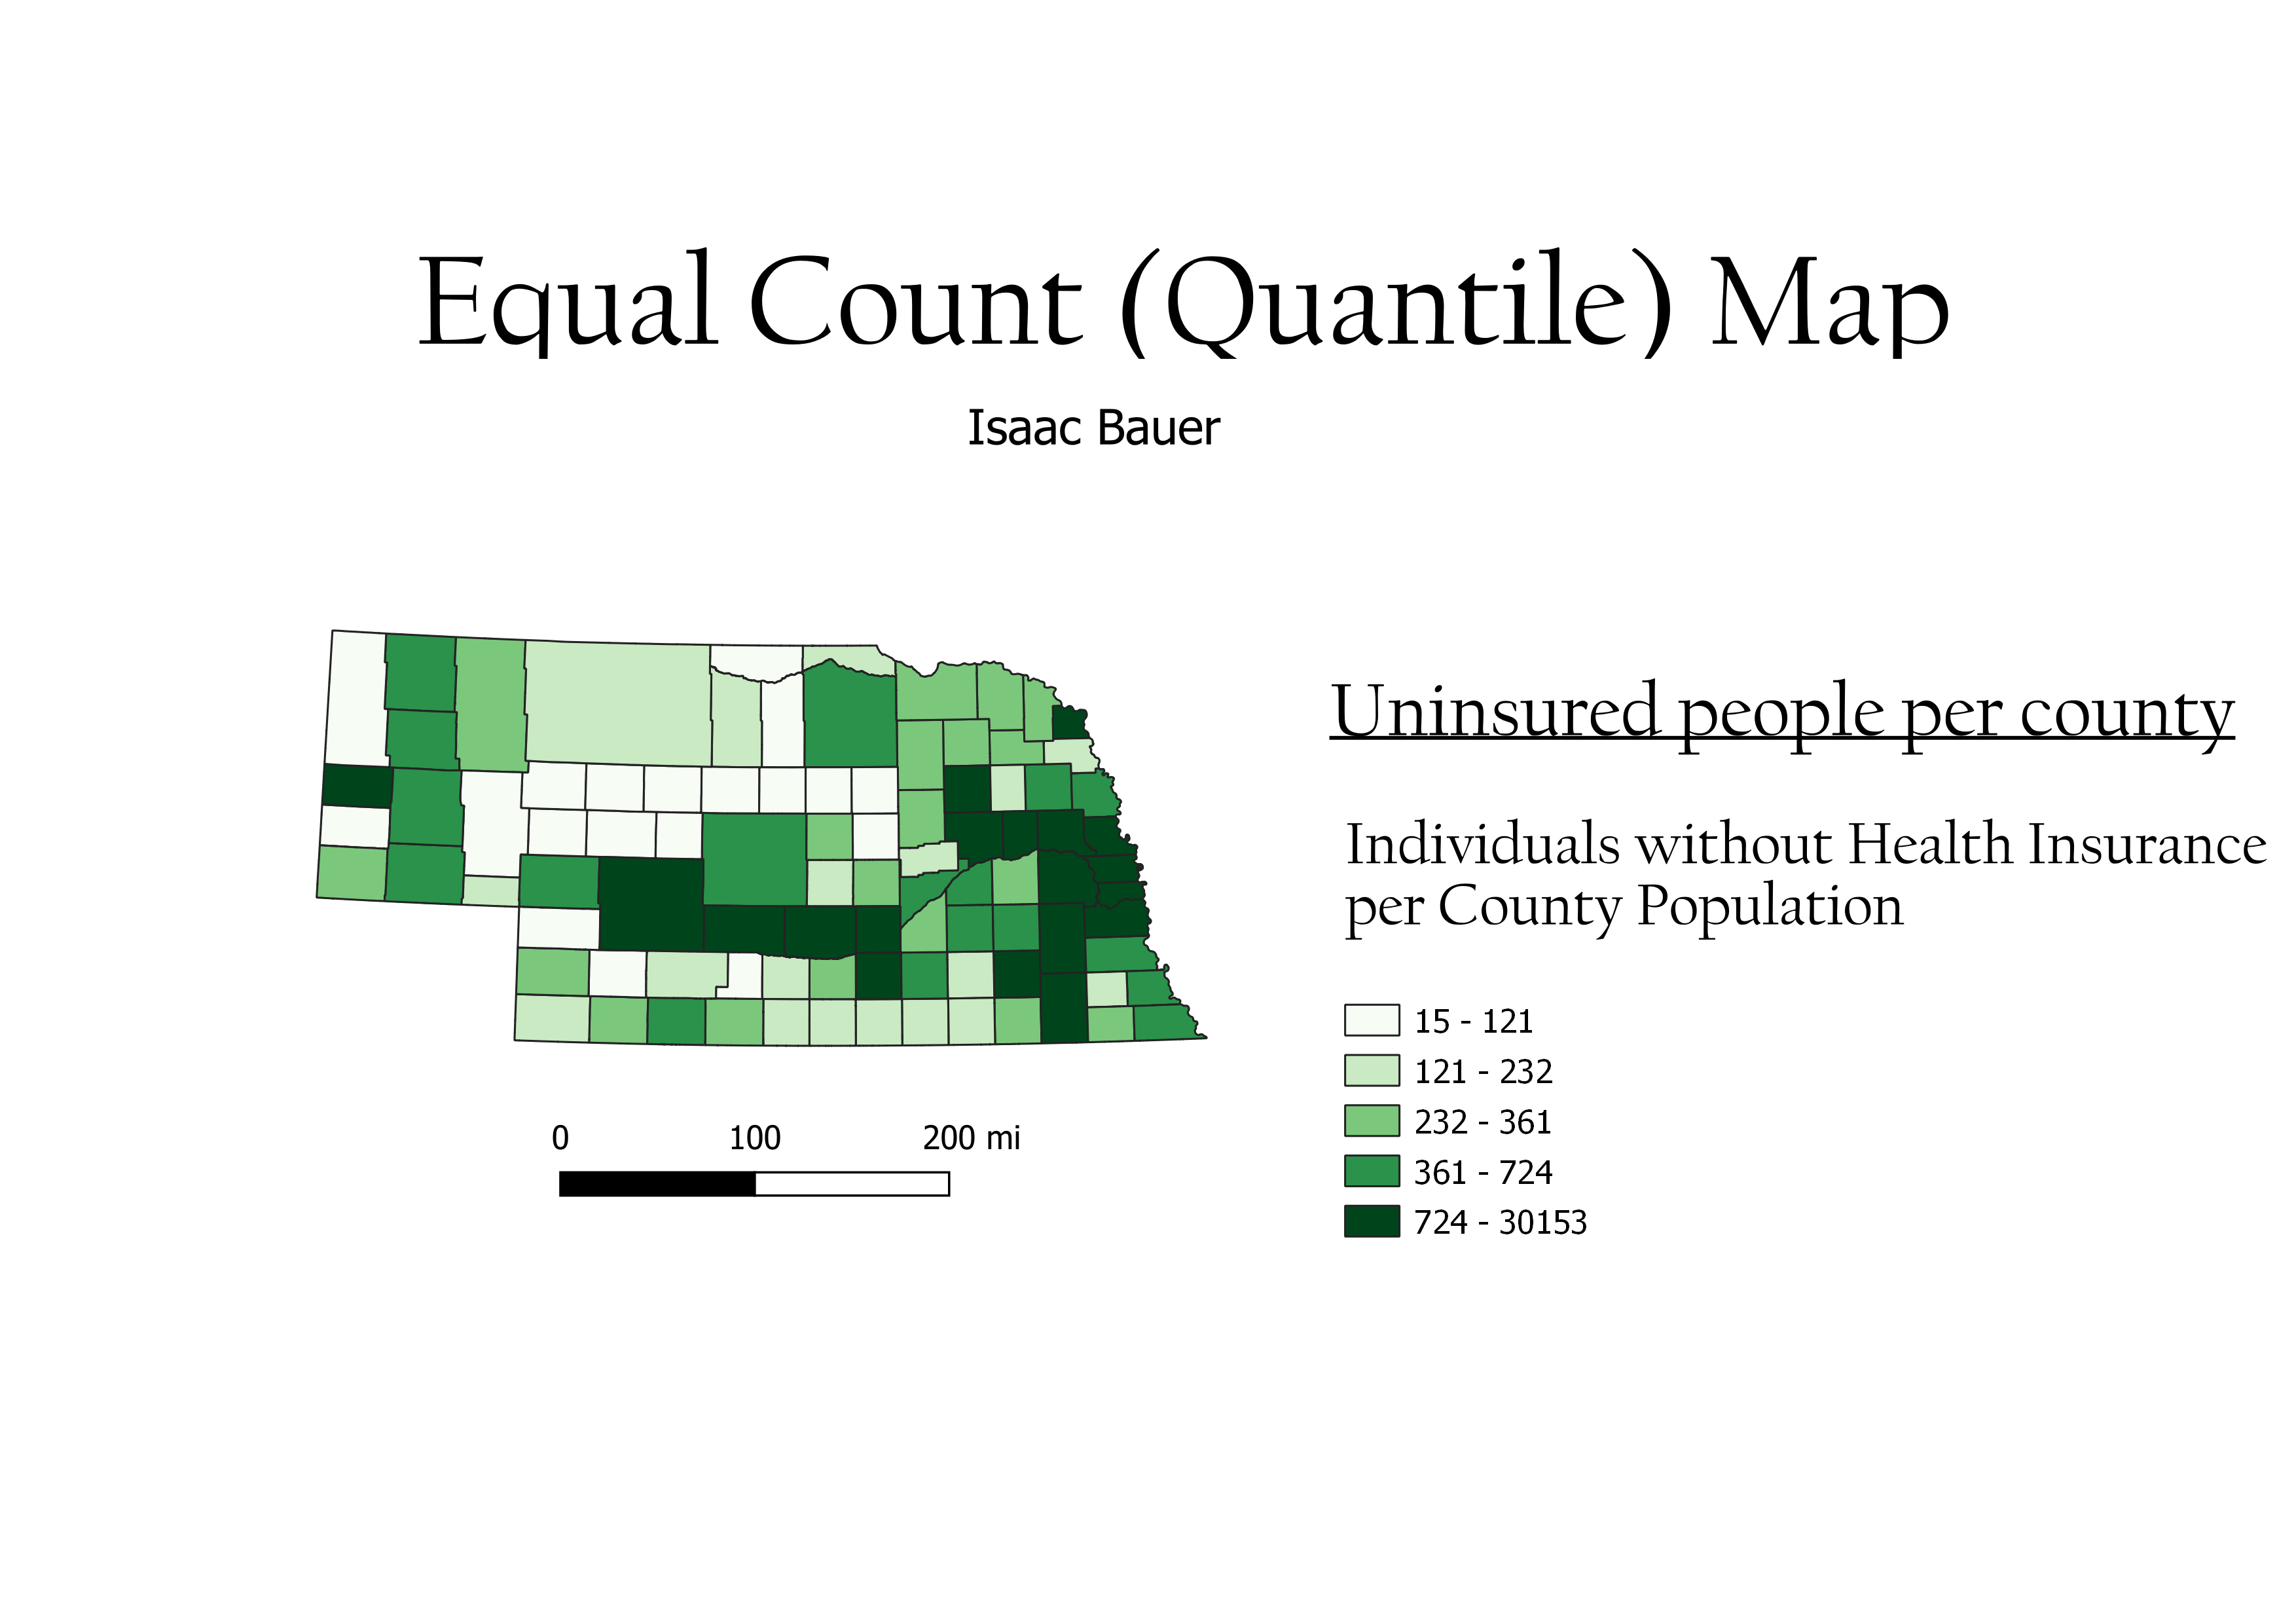 Equal Count (Quantile) Map
Isaac Bauer
Uninsured people per county
Individuals without Health Insurance
per County Population
15 - 121
121 - 232
232 - 361
361 - 724
724 - 30153
0 100 200 mi